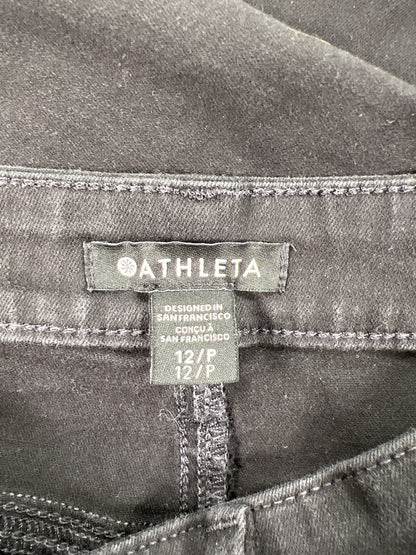 ATHLETA
DESIGNED IN
SAN FRANCISCO
CONÇU À
SAN FRANCISCO
12/P
12/P